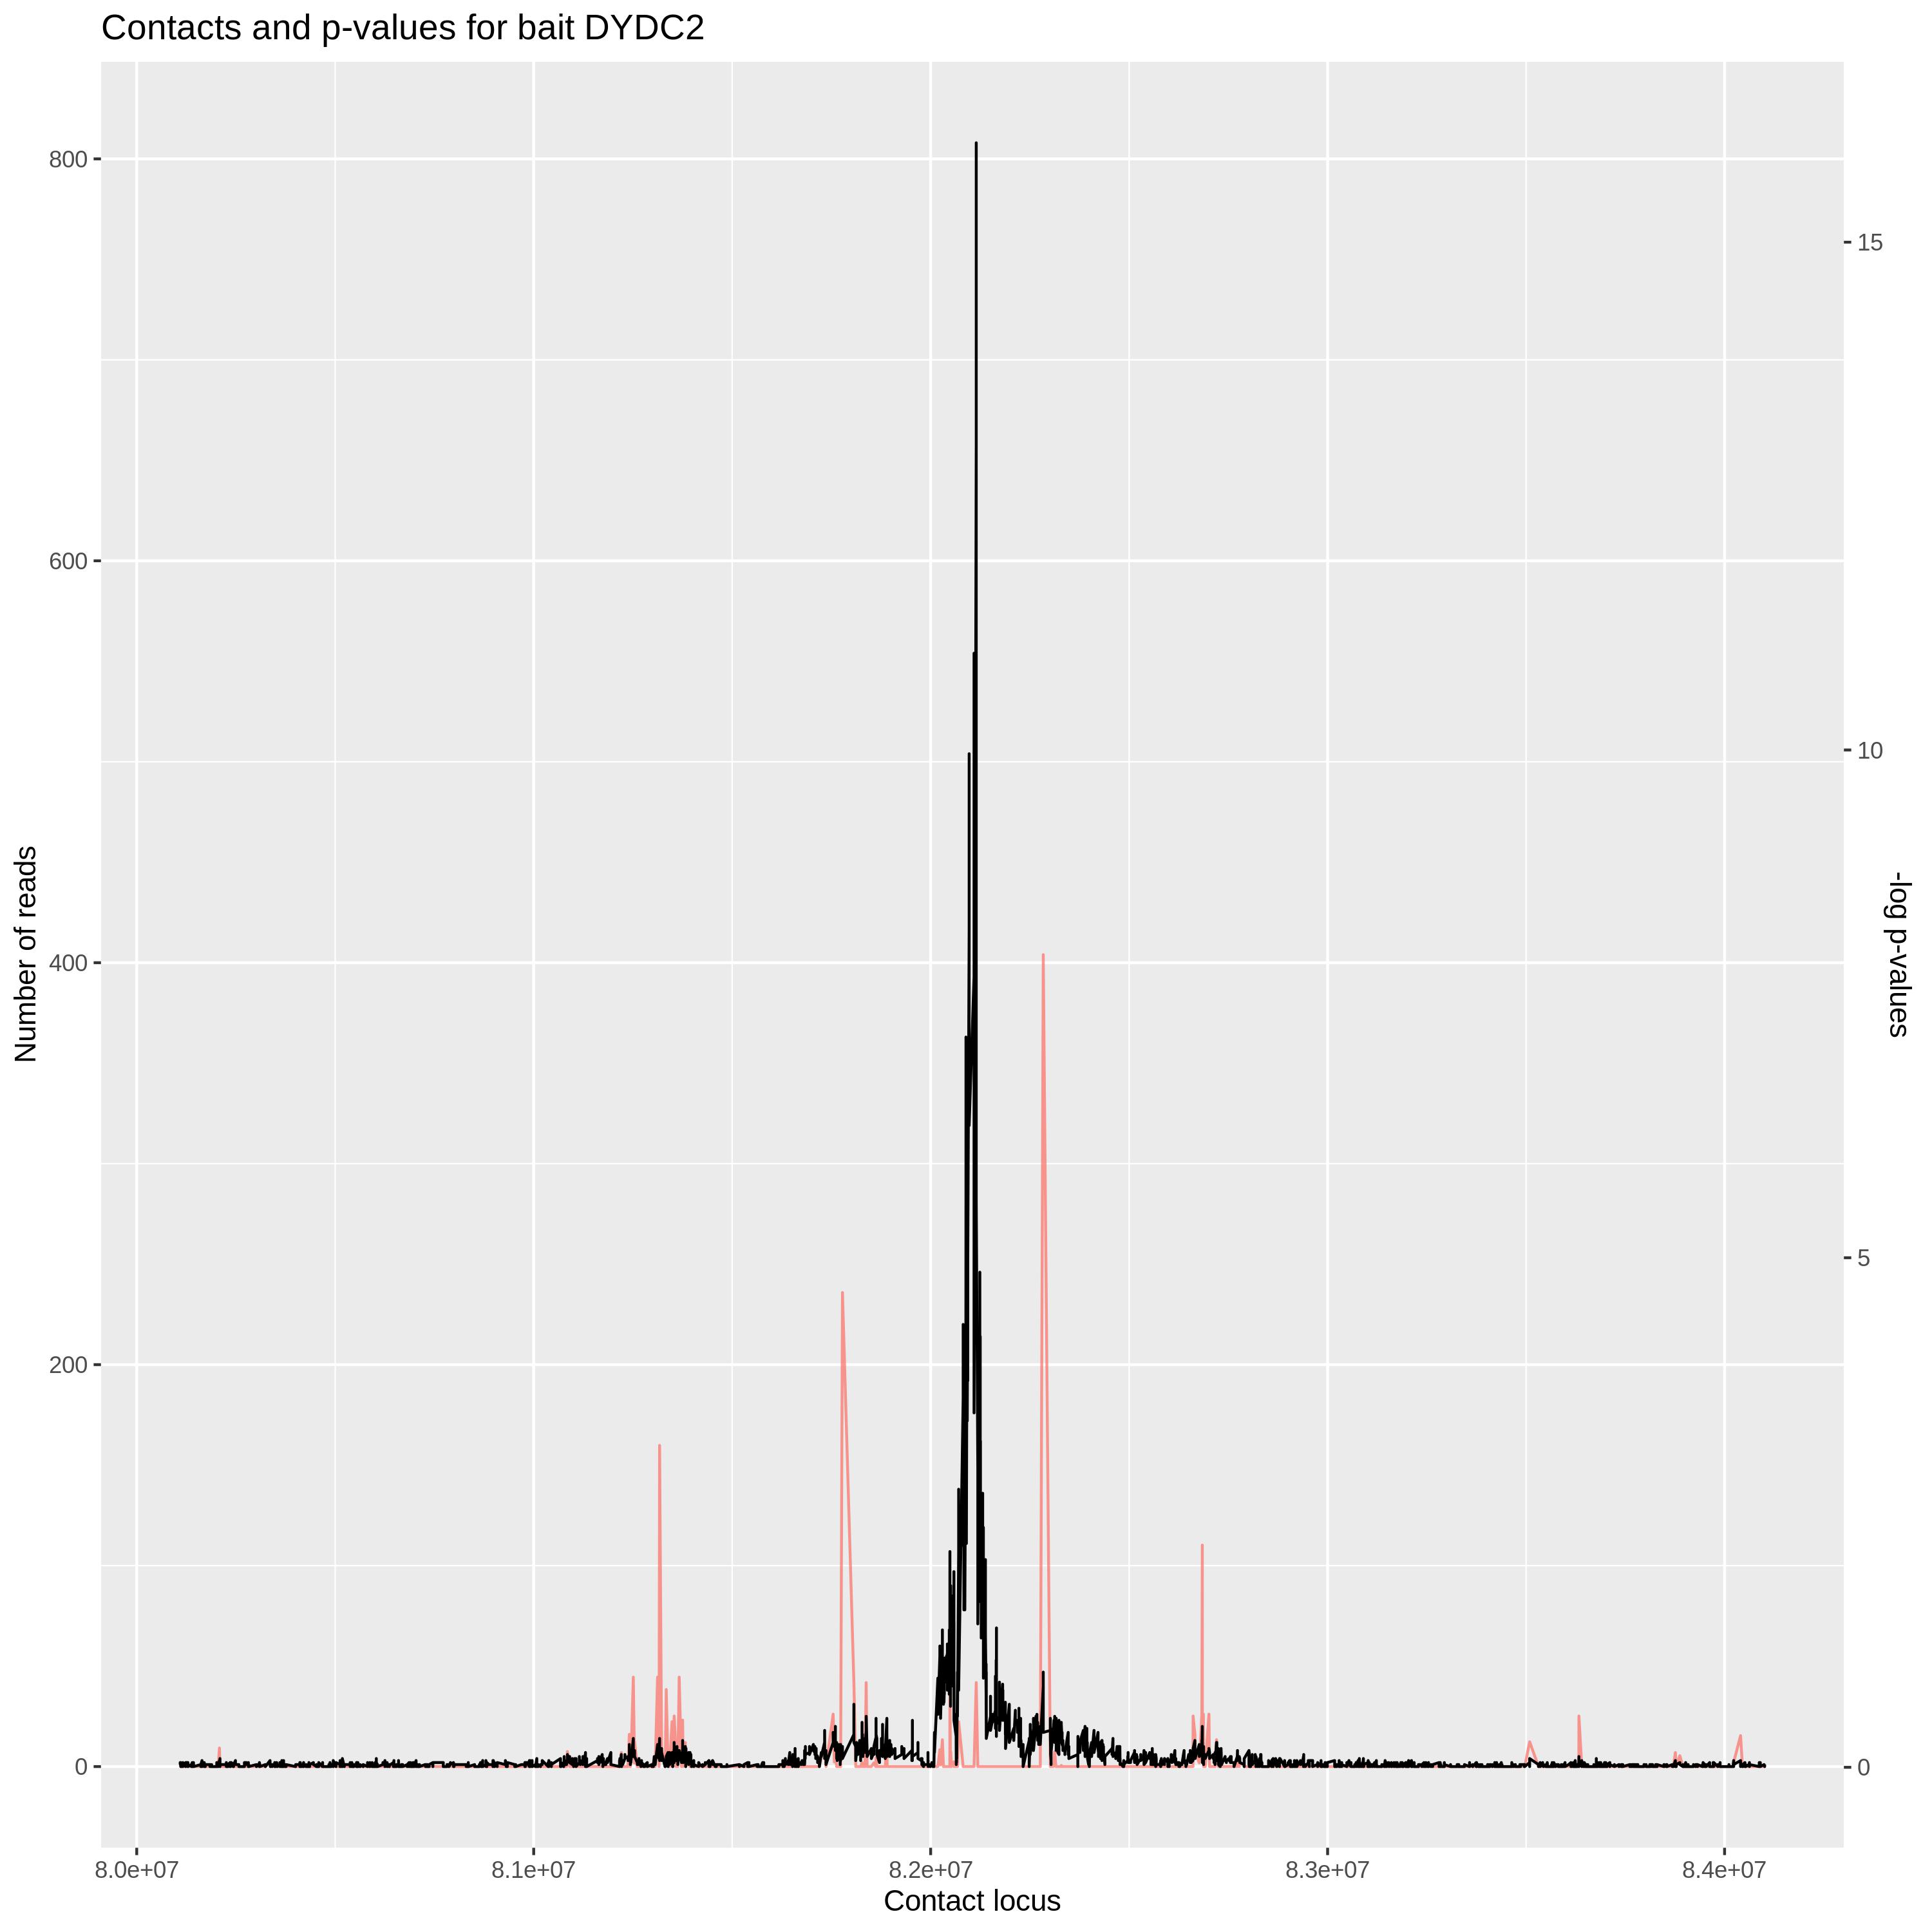 Contacts and p-values for bait DYDC2
800
600
400
200
0
Number of reads
15
10
5
0
-log p-values
8.0e+07
8.1e+07
8.2e+07
8.3e+07
8.4e+07
Contact locus